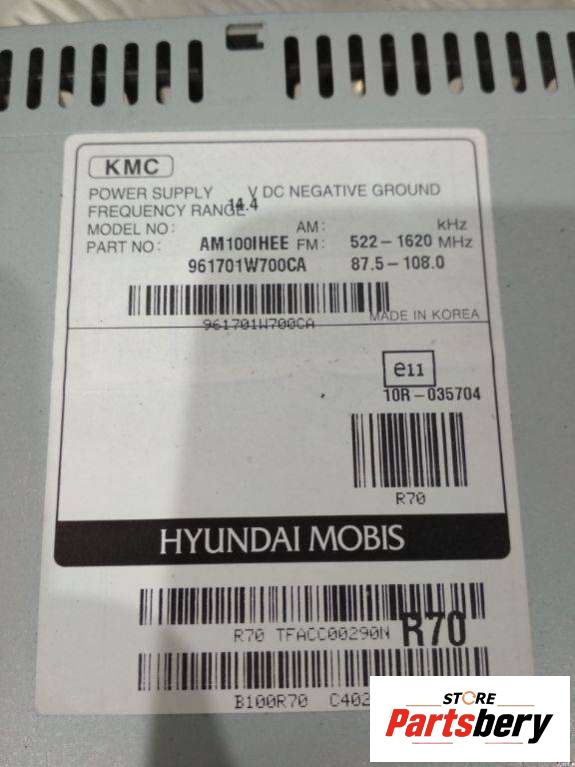 KMC
POWER SUPPLY 14.4 V DC NEGATIVE GROUND
FREQUENCY RANGE
MODEL NO: AM100IHEE AM: 522-1620 kHz
PART NO: 961701W700CA FM: 87.5-108.0 MHz
961701W700CA
MADE IN KOREA
e11
10R-035704
R70
HYUNDAI MOBIS
R70 TFACC00290N R70
B100R70 C402
STORE
Partsbery